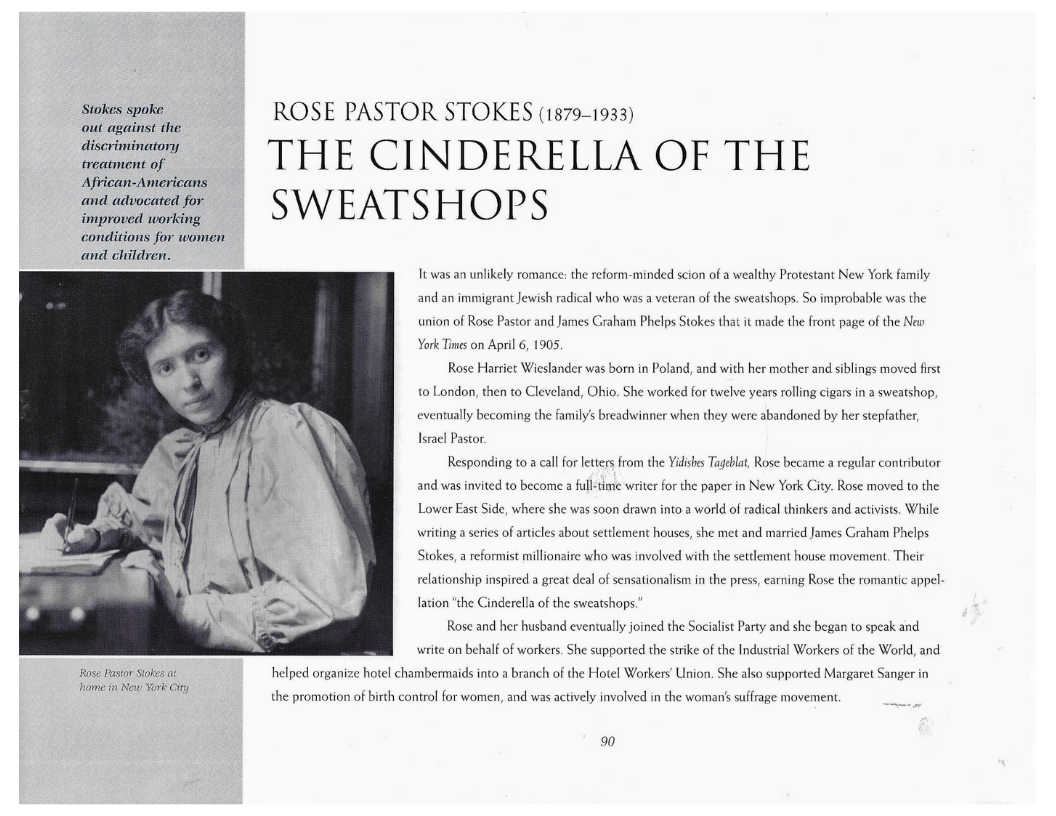 Stokes spoke
out against the
discriminatory
treatment of
African-Americans
and advocated for
improved working
conditions for women
and children.
ROSE PASTOR STOKES (1879–1933)
THE CINDERELLA OF THE
SWEATSHOPS
It was an unlikely romance: the reform-minded scion of a wealthy Protestant New York family
and an immigrant Jewish radical who was a veteran of the sweatshops. So improbable was the
union of Rose Pastor and James Graham Phelps Stokes that it made the front page of the New
York Times on April 6, 1905.
Rose Harriet Wieslander was born in Poland, and with her mother and siblings moved first
to London, then to Cleveland, Ohio. She worked for twelve years rolling cigars in a sweatshop,
eventually becoming the family's breadwinner when they were abandoned by her stepfather,
Israel Pastor.
Responding to a call for letters from the Yidishes Tageblat, Rose became a regular contributor
and was invited to become a full-time writer for the paper in New York City. Rose moved to the
Lower East Side, where she was soon drawn into a world of radical thinkers and activists. While
writing a series of articles about settlement houses, she met and married James Graham Phelps
Stokes, a reformist millionaire who was involved with the settlement house movement. Their
relationship inspired a great deal of sensationalism in the press, earning Rose the romantic appel-
lation "the Cinderella of the sweatshops."
Rose and her husband eventually joined the Socialist Party and she began to speak and
write on behalf of workers. She supported the strike of the Industrial Workers of the World, and
helped organize hotel chambermaids into a branch of the Hotel Workers' Union. She also supported Margaret Sanger in
the promotion of birth control for women, and was actively involved in the woman's suffrage movement.
Rose Pastor Stokes at
home in New York City
90